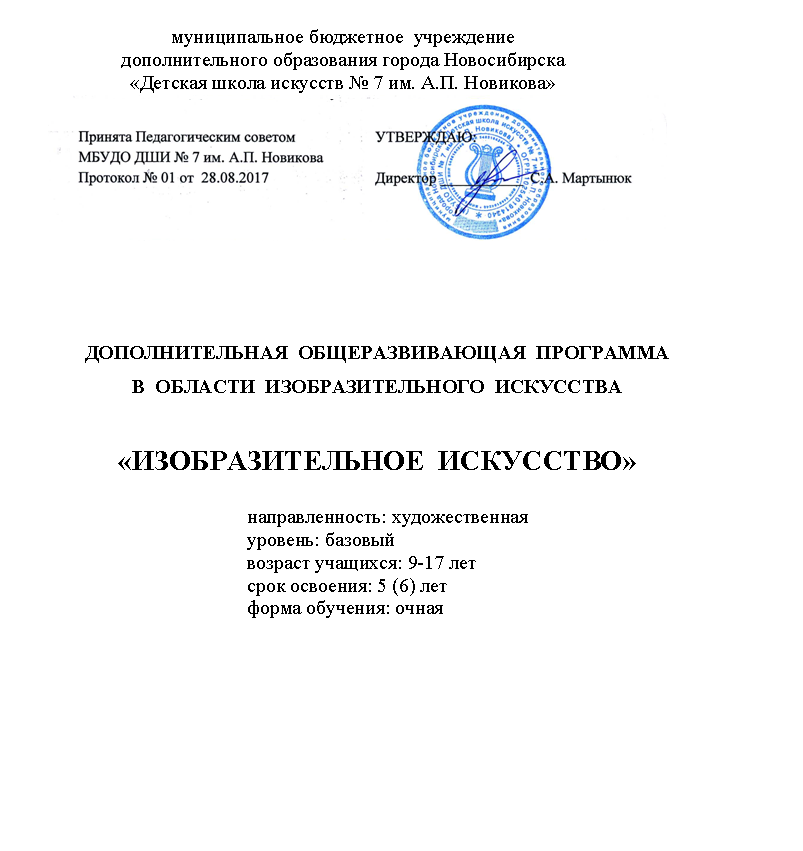 муниципальное бюджетное учреждение
дополнительного образования города Новосибирска
«Детская школа искусств № 7 им. А.П. Новикова»
Принята Педагогическим советом
МБУДО ДШИ № 7 им. А.П. Новикова
Протокол № 01 от 28.08.2017
УТВЕРЖДАЮ:
Директор С.А. Мартынюк
ДОПОЛНИТЕЛЬНАЯ ОБЩЕРАЗВИВАЮЩАЯ ПРОГРАММА
В ОБЛАСТИ ИЗОБРАЗИТЕЛЬНОГО ИСКУССТВА
«ИЗОБРАЗИТЕЛЬНОЕ ИСКУССТВО»
направленность: художественная
уровень: базовый
возраст учащихся: 9-17 лет
срок освоения: 5 (6) лет
форма обучения: очная